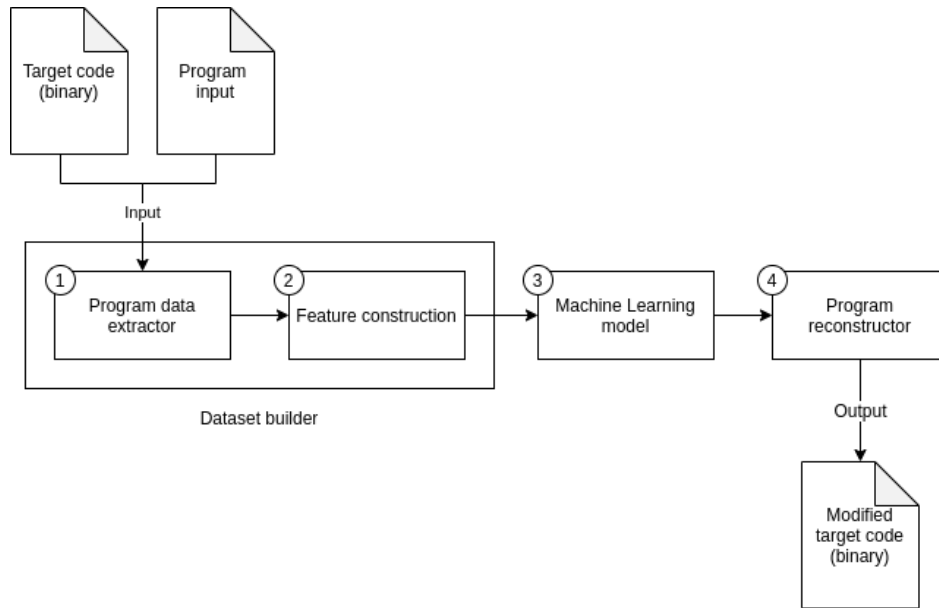 Target code
(binary)
Program
input
Input
1
Program data
extractor
2
Feature construction
3
Machine Learning
model
4
Program
reconstructor
Dataset builder
Output
Modified
target code
(binary)